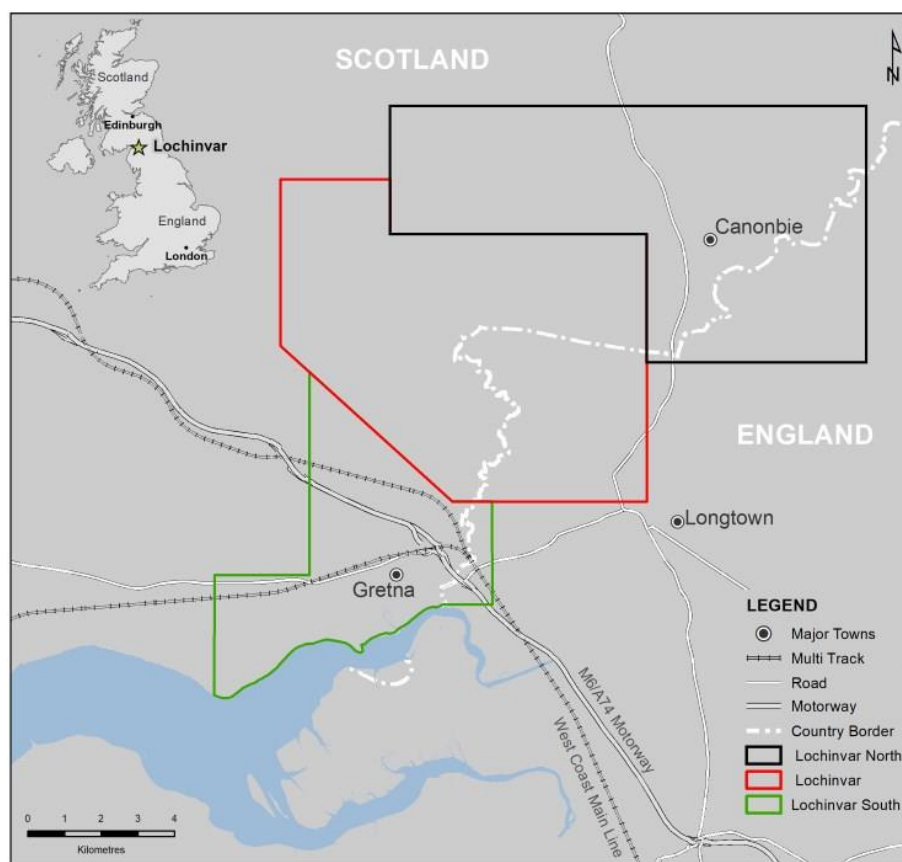 SCOTLAND
N
Scotland
Edinburgh
Lochinvar
England
London
Canonbie
ENGLAND
Longtown
Gretna
M6/A74 Motorway
West Coast Main Line
LEGEND
Major Towns
Multi Track
Road
Motorway
Country Border
Lochinvar North
Lochinvar
Lochinvar South
0 1 2 3 4
Kilometres